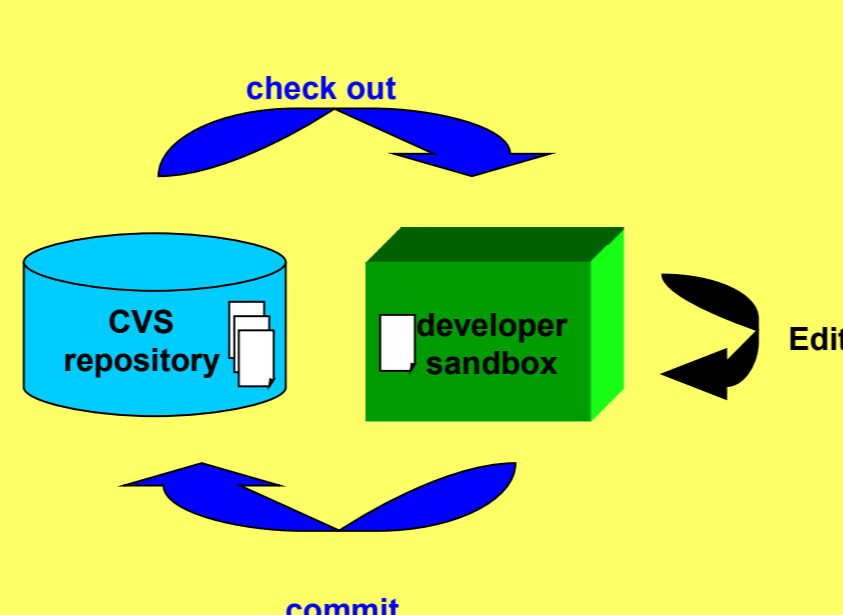 check out
CVS
repository
developer
sandbox
Edit
commit